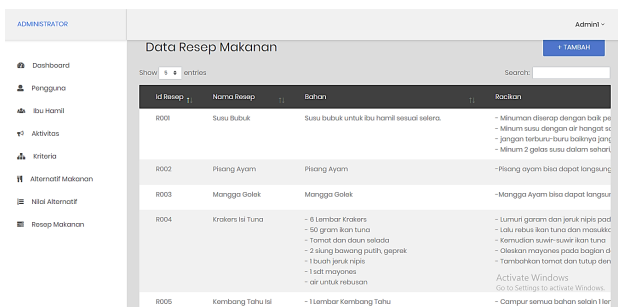 ADMINISTRATOR
Admin1
Data Resep Makanan
+ TAMBAH
Dashboard
Pengguna
Ibu Hamil
Aktivitas
Kriteria
Alternatif Makanan
Nilai Alternatif
Resep Makanan
Show 5 entries
Search:
Id Resep Nama Resep Bahan Racikan
R001 Susu Bubuk Susu bubuk untuk ibu hamil sesuai selera. - Minuman diserap dengan baik pe
- Minum susu dengan air hangat sa
- jangan terburu-buru baiknya jang
- Minum 2 gelas susu dalam sehari
R002 Pisang Ayam Pisang Ayam -Pisang ayam bisa dapat langsung
R003 Mangga Golek Mangga Golek -Mangga Ayam bisa dapat langsur
R004 Krakers Isi Tuna - 6 Lembar Krakers - Lumuri garam dan jeruk nipis pad
- 50 gram ikan tuna - Lalu rebus ikan tuna dan masukkc
- Tomat dan daun selada - Kemudian suwir-suwir ikan tuna
- 2 siung bawang putih, geprek - Oleskan mayones pada bagian d
- 1 buah jeruk nipis - Tambahkan tomat dan tutup den
- 1 sdt mayones
- air untuk rebusan
Activate Windows
Go to Settings to activate Windows.
R005 Kembang Tahu Isi - 1 Lembar Kembang Tahu - Campur semua bahan selain 1 ler